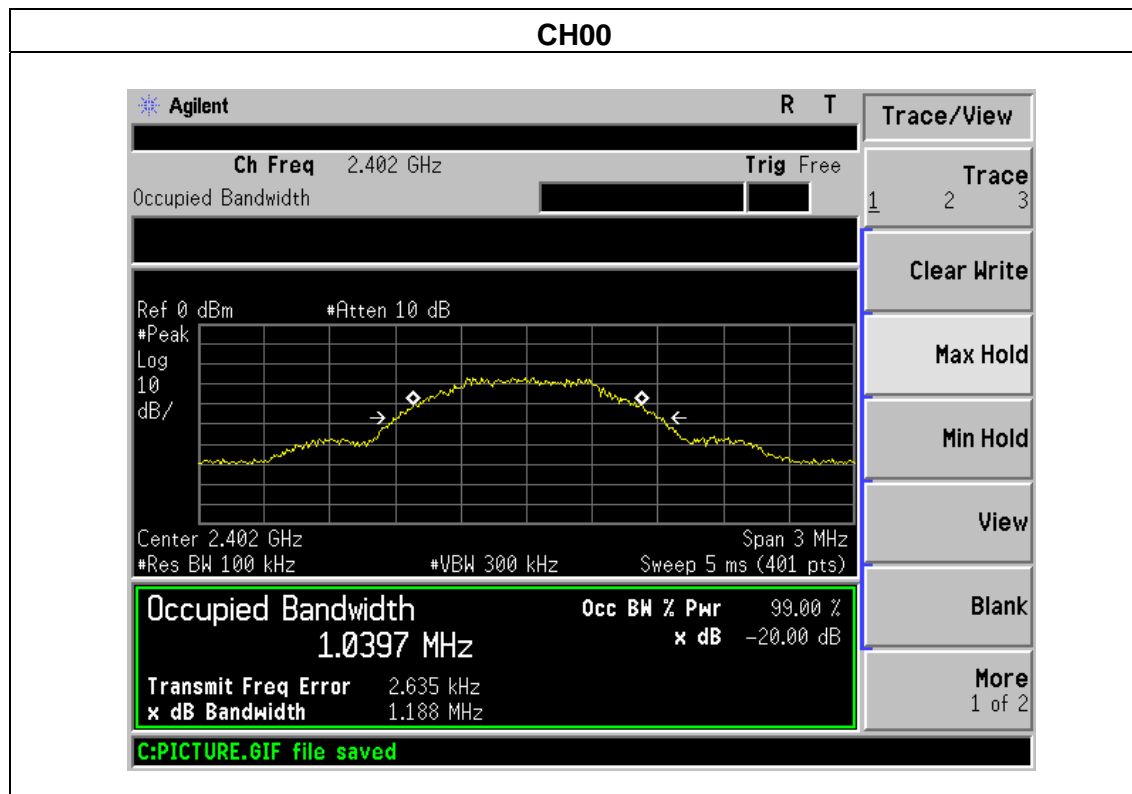 CH00
Agilent R T
Ch Freq 2.402 GHz Trig Free
Occupied Bandwidth
Ref 0 dBm #Atten 10 dB
#Peak
Log
10
dB/
Center 2.402 GHz Span 3 MHz
#Res BW 100 kHz #VBW 300 kHz Sweep 5 ms (401 pts)
Occupied Bandwidth Occ BW % Pwr 99.00 %
1.0397 MHz x dB -20.00 dB
Transmit Freq Error 2.635 kHz
x dB Bandwidth 1.188 MHz
C:PICTURE.GIF file saved
Trace/View
Trace
1 2 3
Clear Write
Max Hold
Min Hold
View
Blank
More
1 of 2